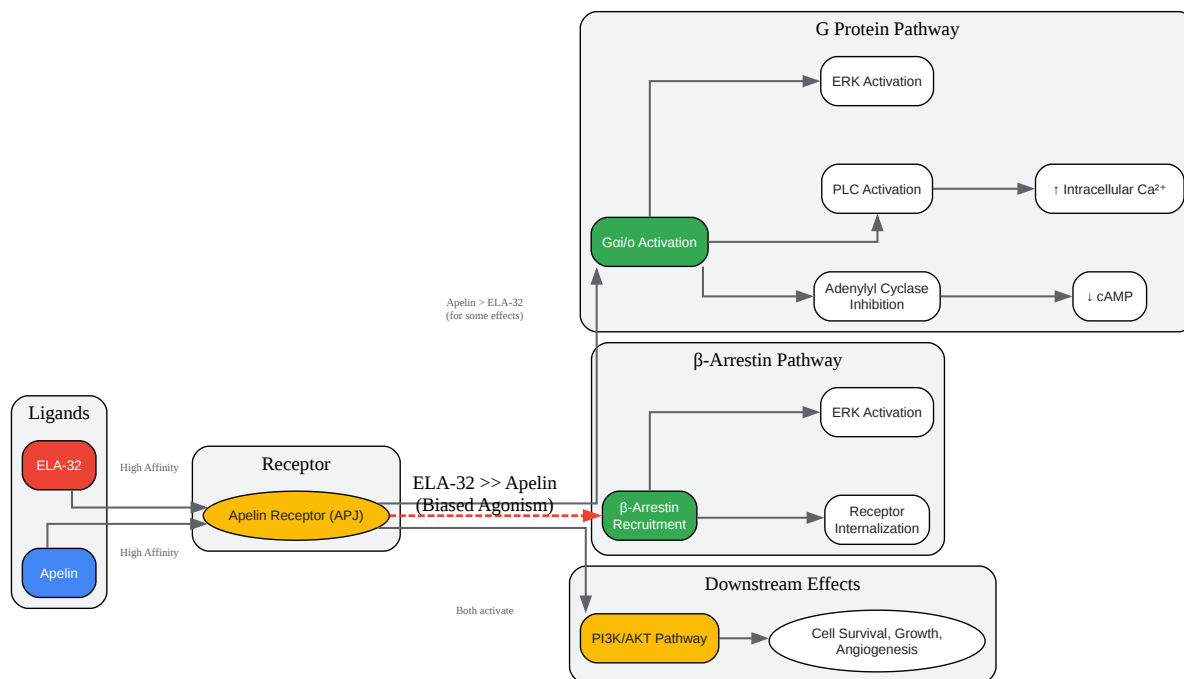 G Protein Pathway
ERK Activation
PLC Activation
↑ Intracellular Ca²⁺
Gαi/o Activation
Adenylyl Cyclase
Inhibition
↓ cAMP
Apelin > ELA-32
(for some effects)
β-Arrestin Pathway
ERK Activation
Ligands
ELA-32
High Affinity
Receptor
Apelin Receptor (APJ)
ELA-32 >> Apelin
(Biased Agonism)
β-Arrestin
Recruitment
Receptor
Internalization
High Affinity
Apelin
Downstream Effects
Both activate
PI3K/AKT Pathway
Cell Survival, Growth,
Angiogenesis